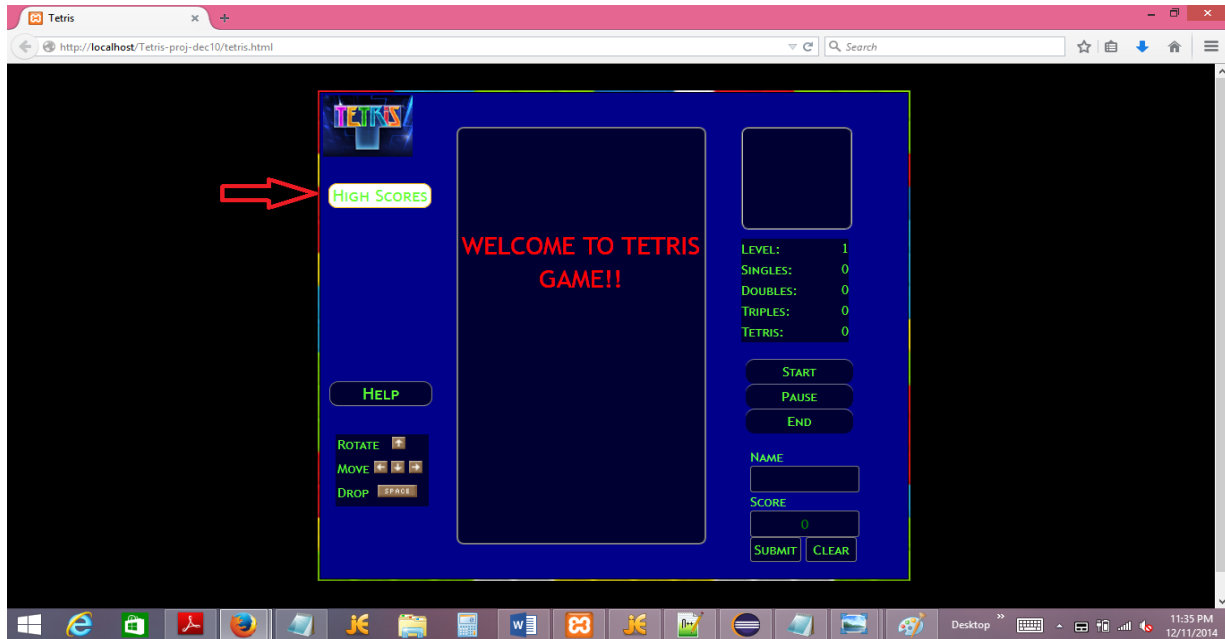 Tetris
http://localhost/Tetris-proj-dec10/tetris.html
Search
TETRIS
HIGH SCORES
WELCOME TO TETRIS
GAME!!
LEVEL: 1
SINGLES: 0
DOUBLES: 0
TRIPLES: 0
TETRIS: 0
START
PAUSE
END
HELP
ROTATE
MOVE
DROP SPACE
NAME
SCORE
0
SUBMIT CLEAR
Desktop
11:35 PM
12/11/2014